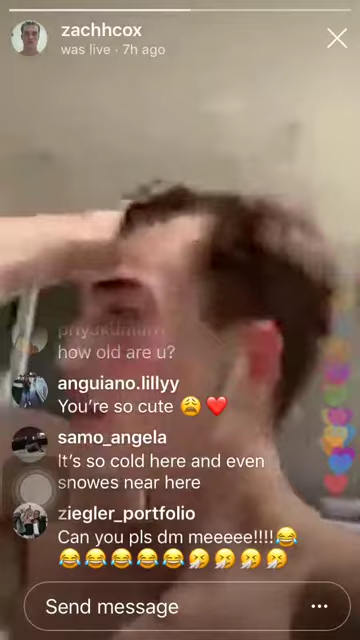 zachhcox
was live · 7h ago
how old are u?
anguiano.lillyy
You're so cute 😩 ❤️
samo_angela
It's so cold here and even
snowes near here
ziegler_portfolio
Can you pls dm meeeee!!!!😂
😂😂😂😂😂🤧🤧🤧🤧
Send message